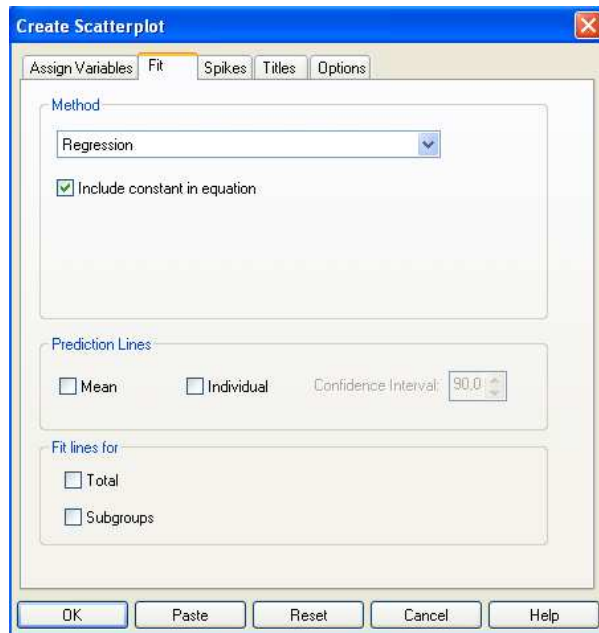 Create Scatterplot
Assign Variables Fit Spikes Titles Options
Method
Regression
Include constant in equation
Prediction Lines
Mean Individual Confidence Interval: 90.0
Fit lines for
Total
Subgroups
OK Paste Reset Cancel Help